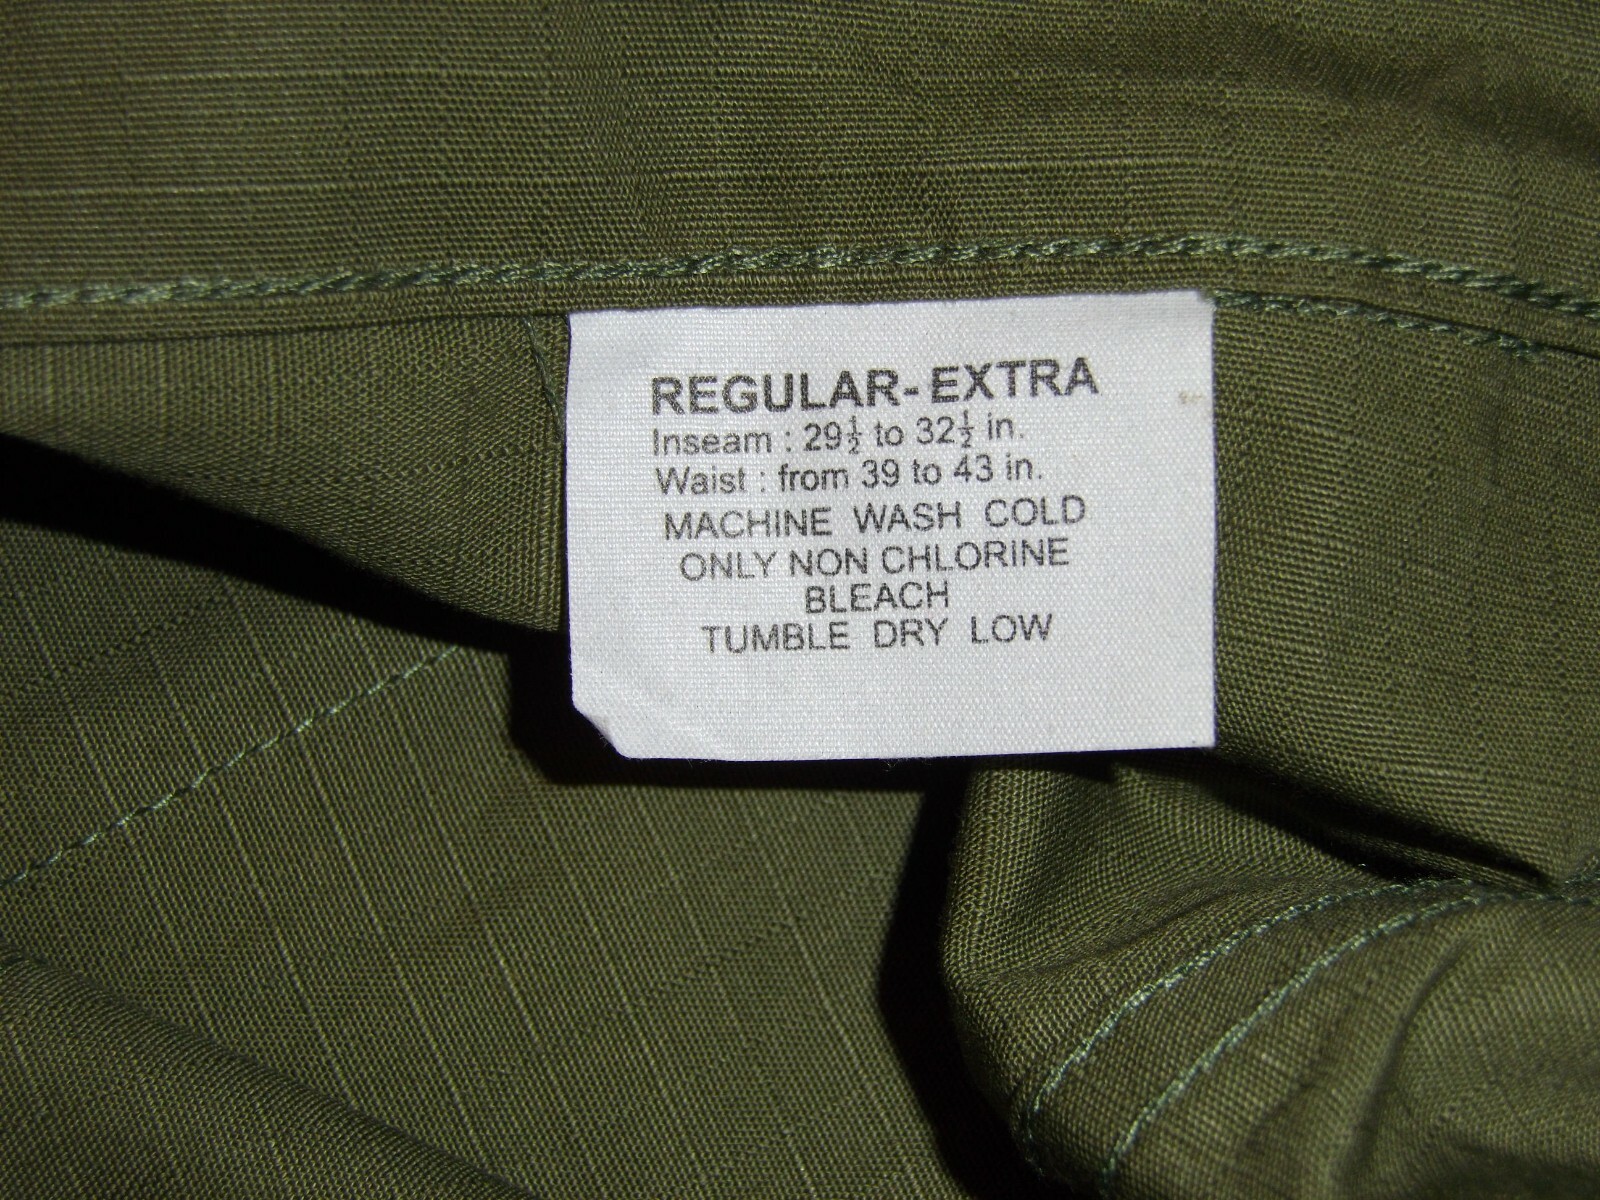 REGULAR-EXTRA
Inseam : 29½ to 32½ in.
Waist : from 39 to 43 in.
MACHINE WASH COLD
ONLY NON CHLORINE
BLEACH
TUMBLE DRY LOW